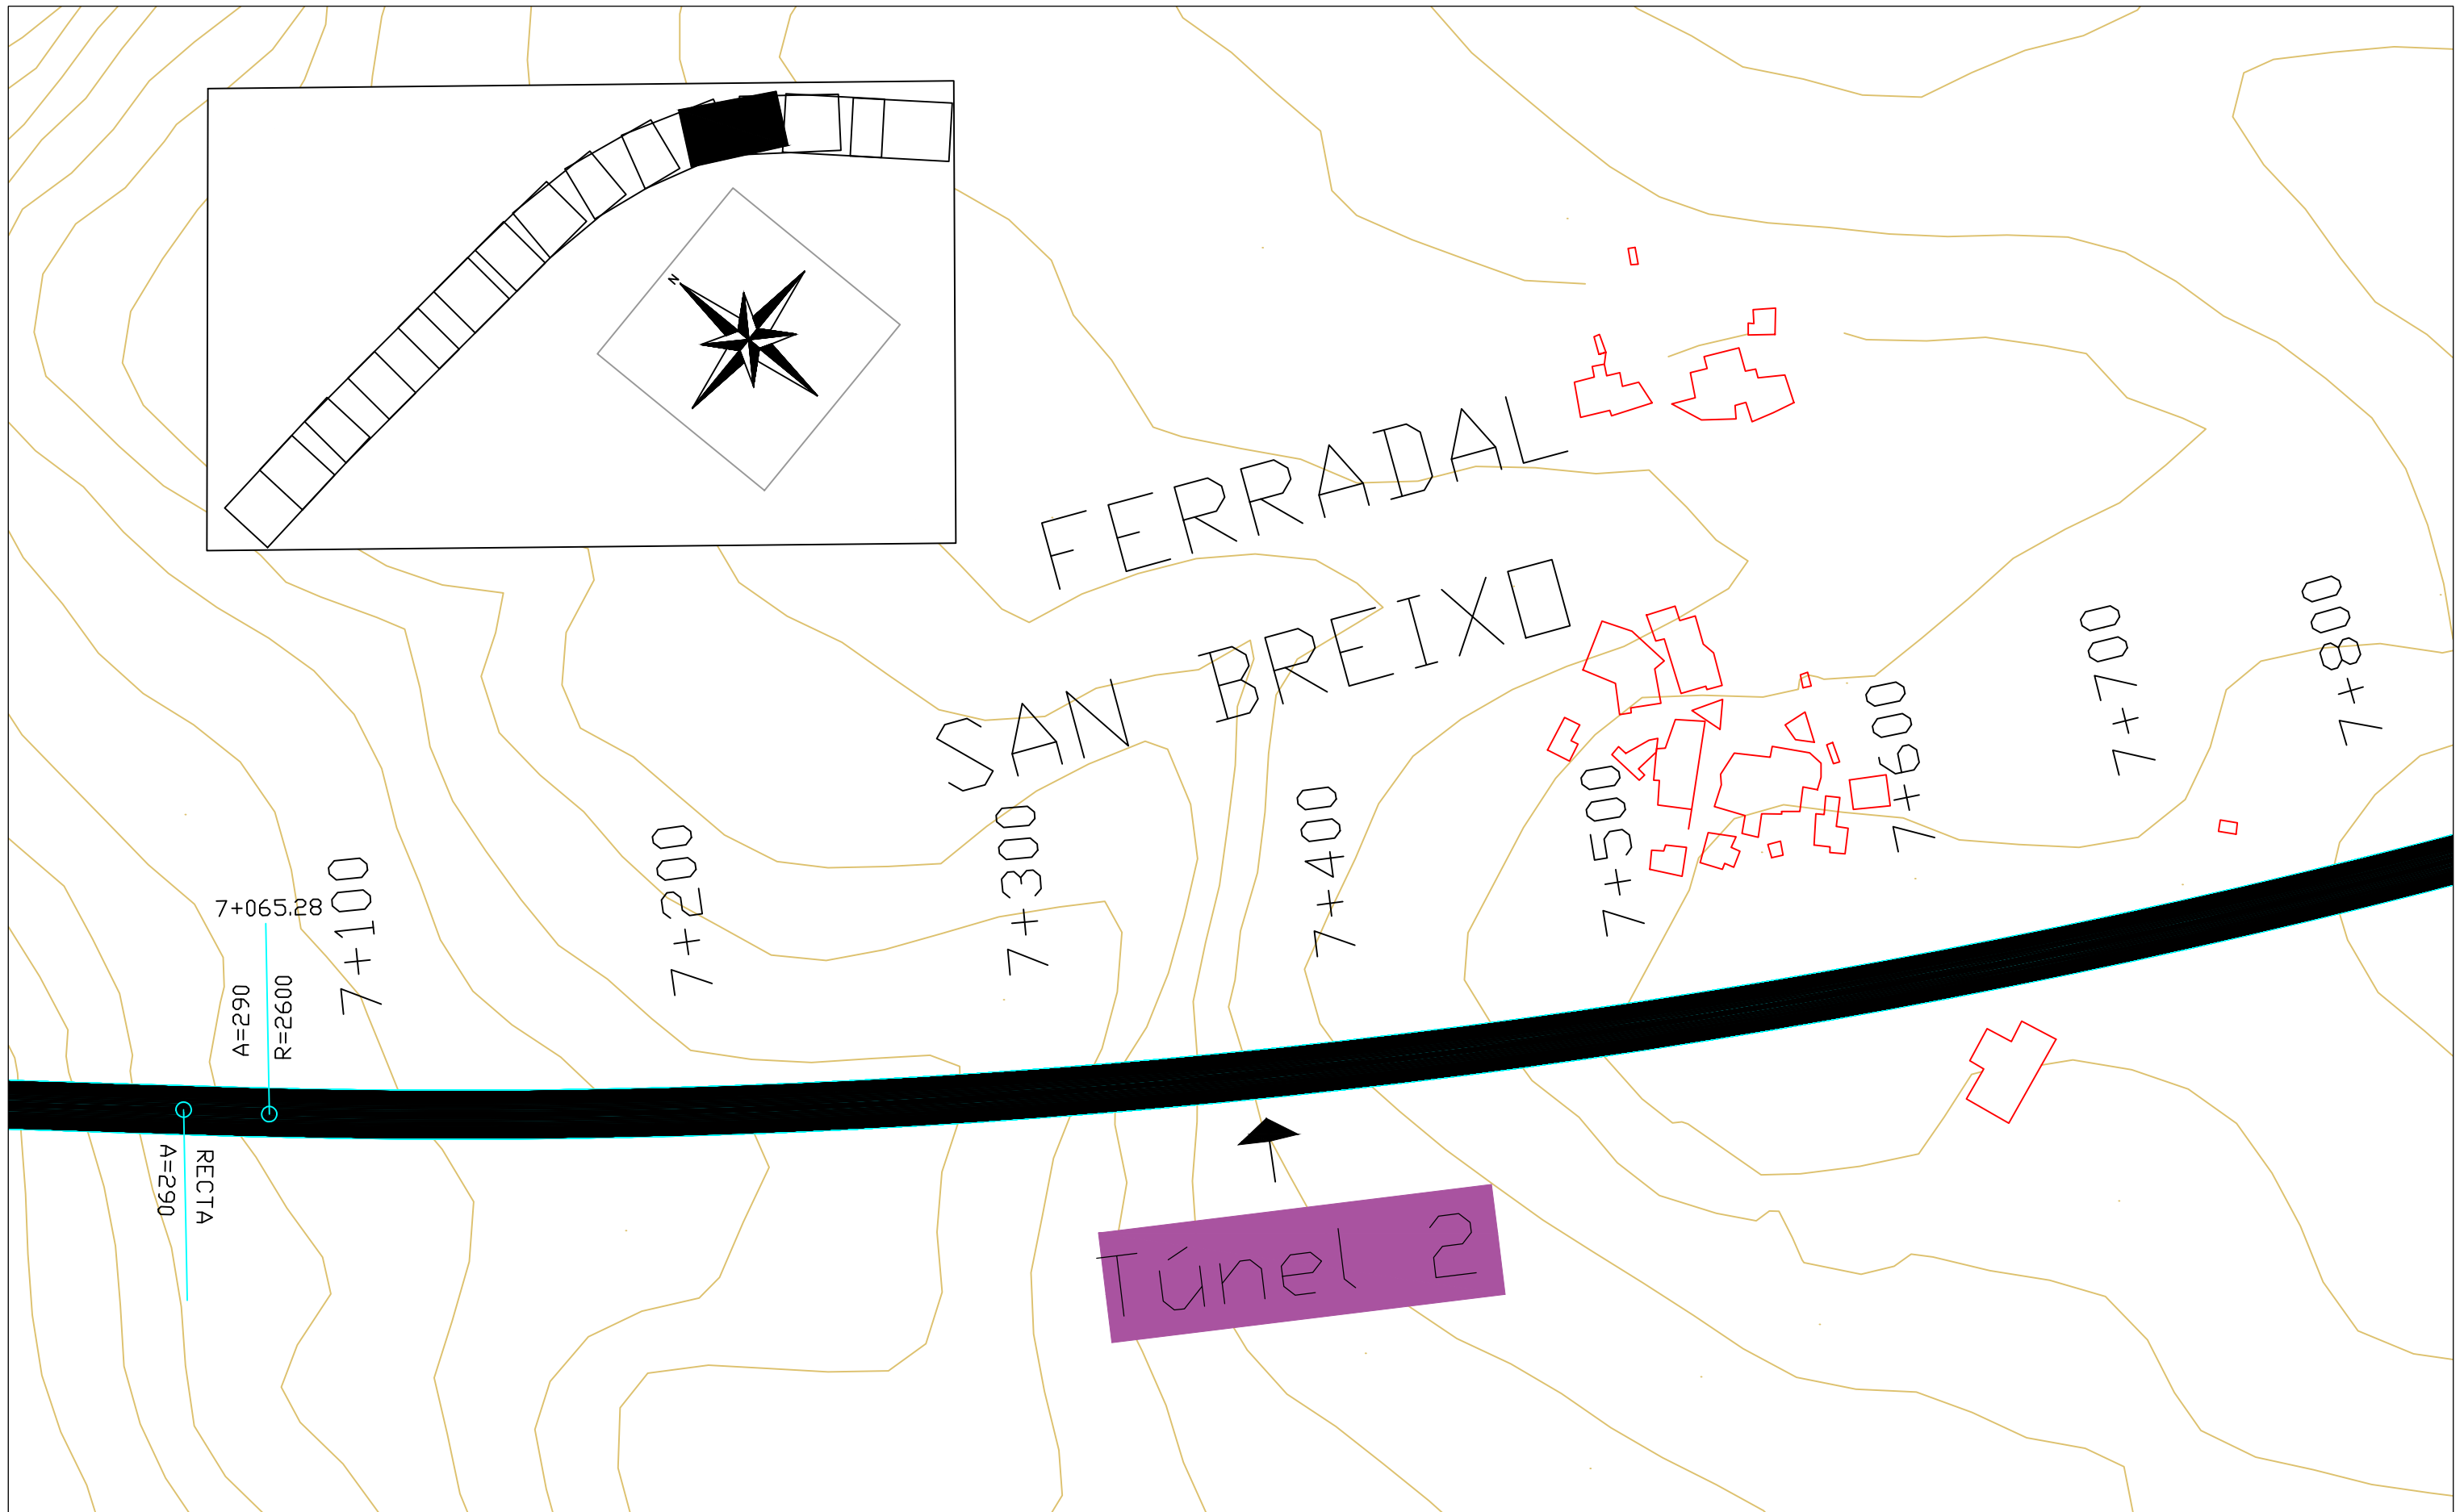 N
FERRADAL
SAN BREIXO
7+065.28
A=290
R=2600
7+100
7+200
7+300
7+400
7+500
7+600
7+700
7+800
A=290
RECTA
Túnel 2